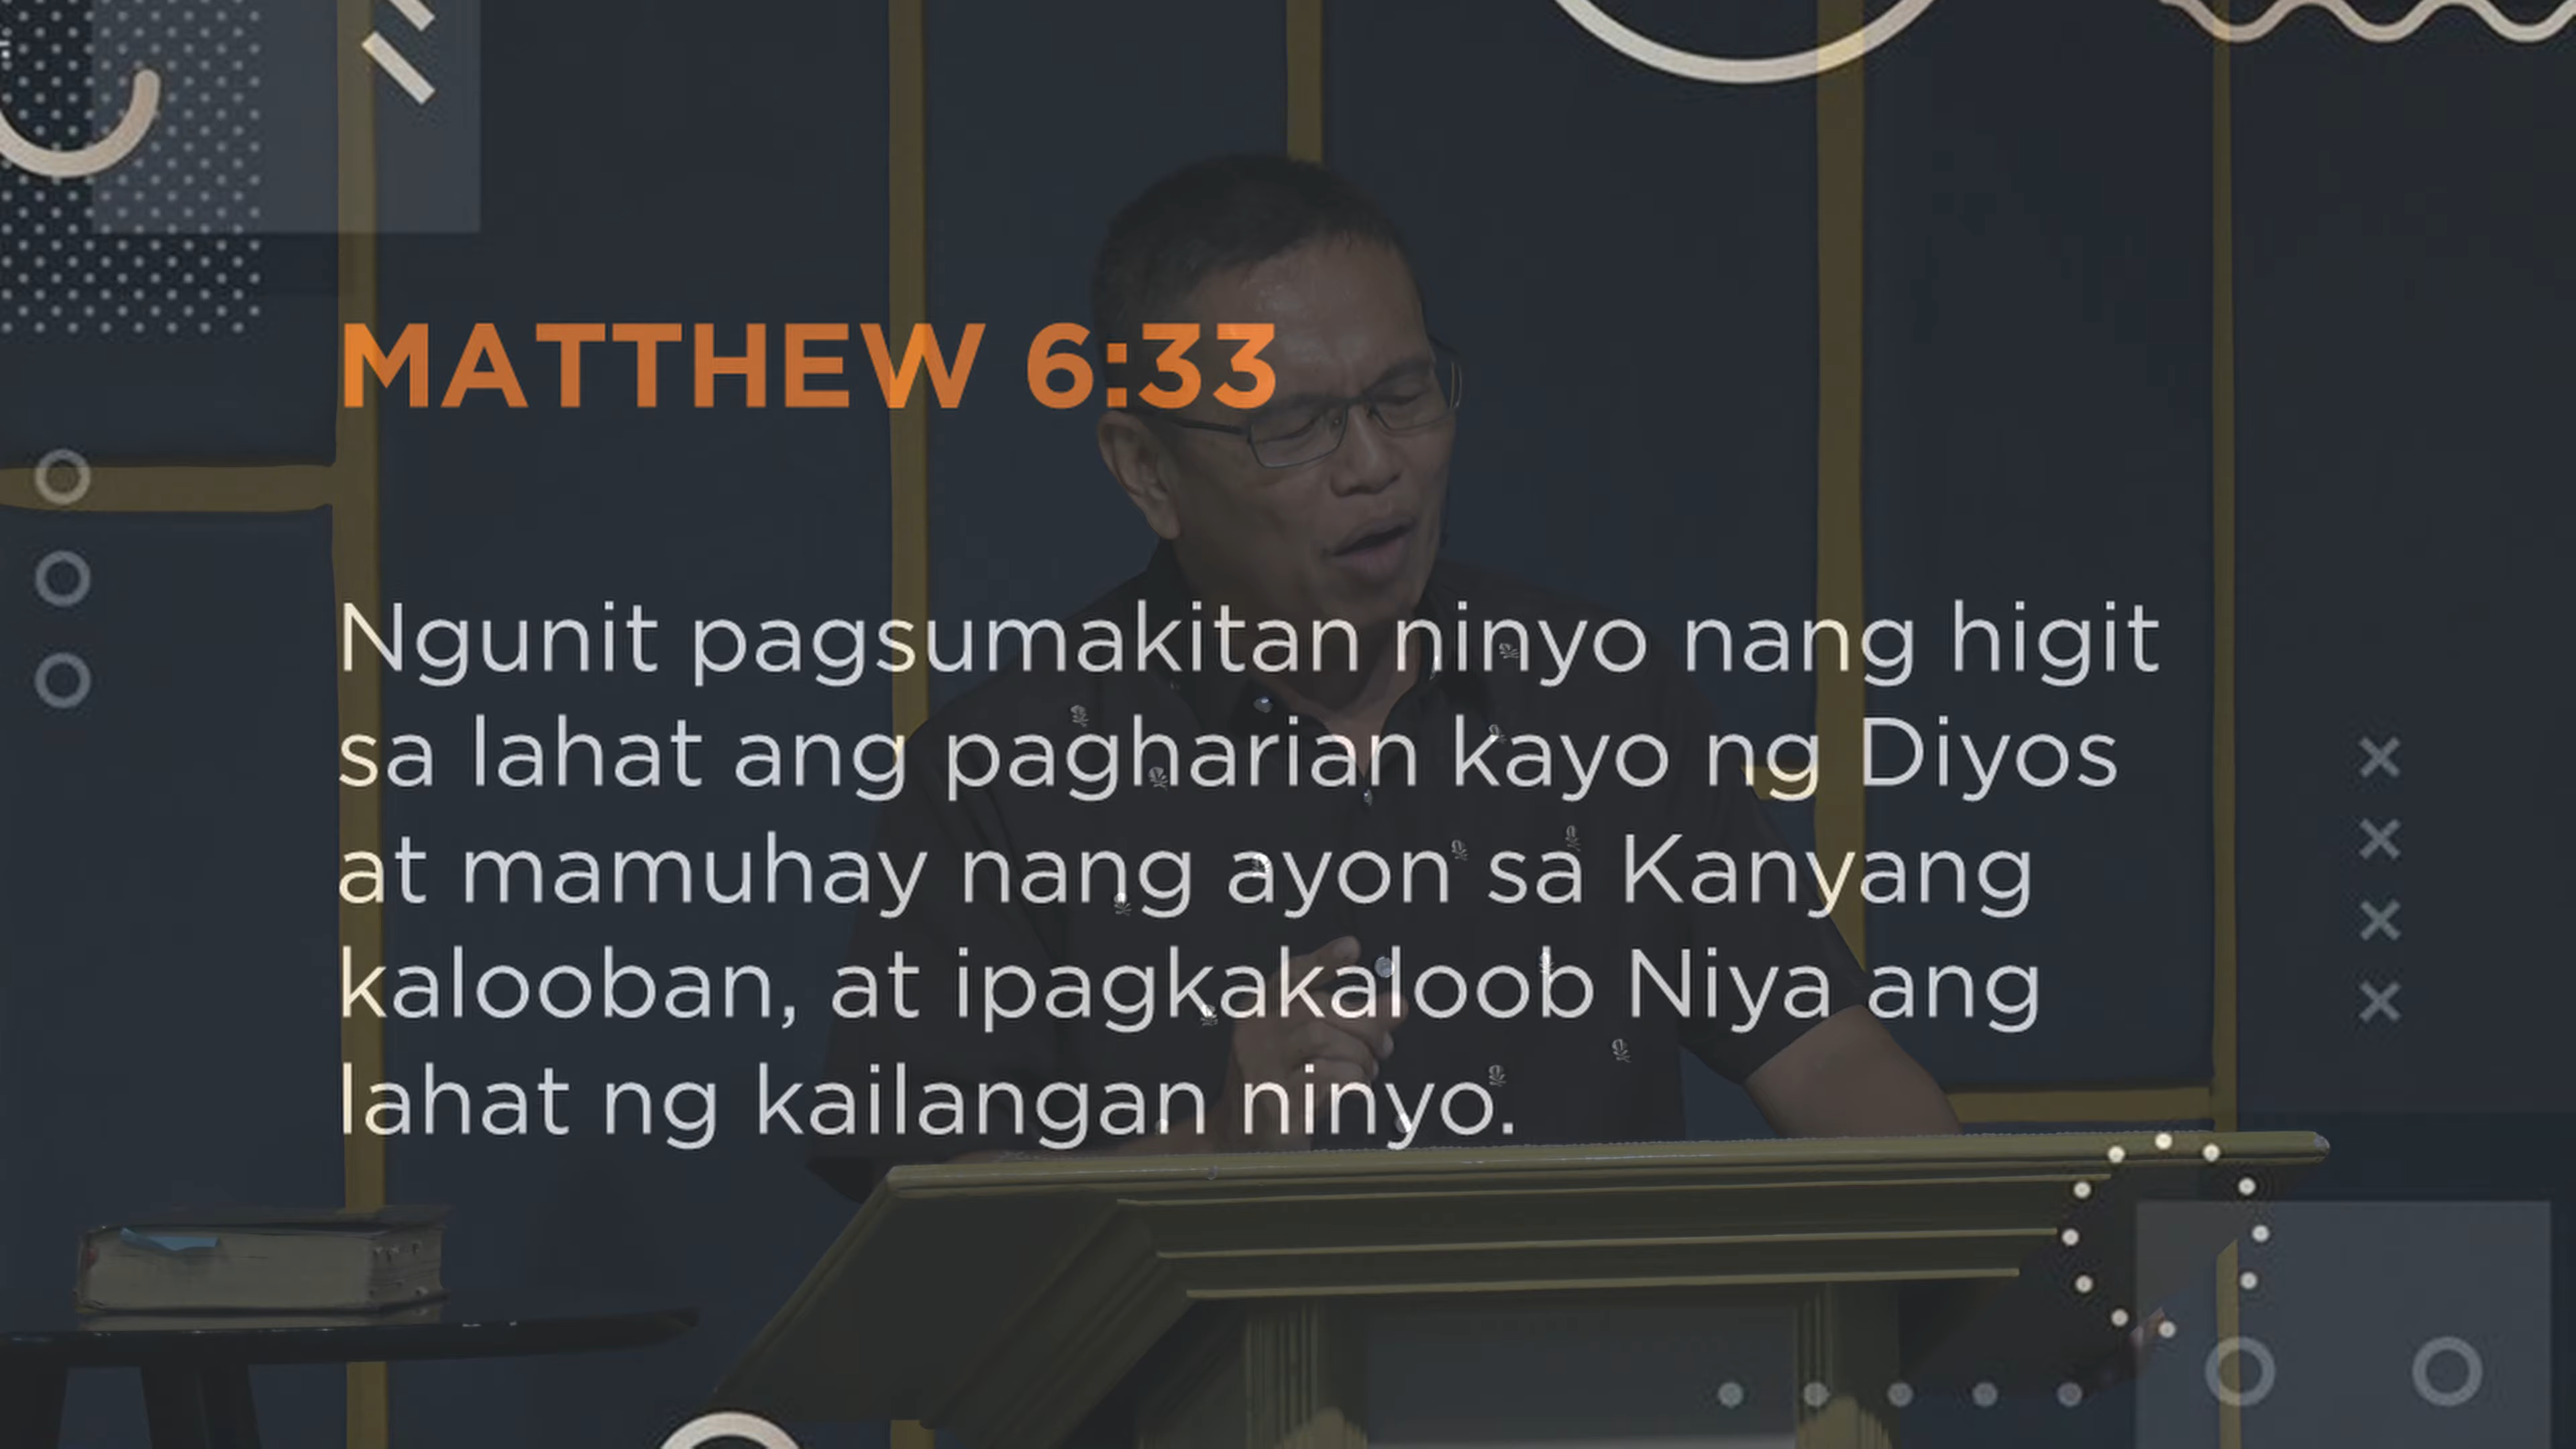 MATTHEW 6:33
Ngunit pagsumakitan ninyo nang higit
sa lahat ang pagharian kayo ng Diyos
at mamuhay nang ayon sa Kanyang
kalooban, at ipagkakaloob Niya ang
lahat ng kailangan ninyo.